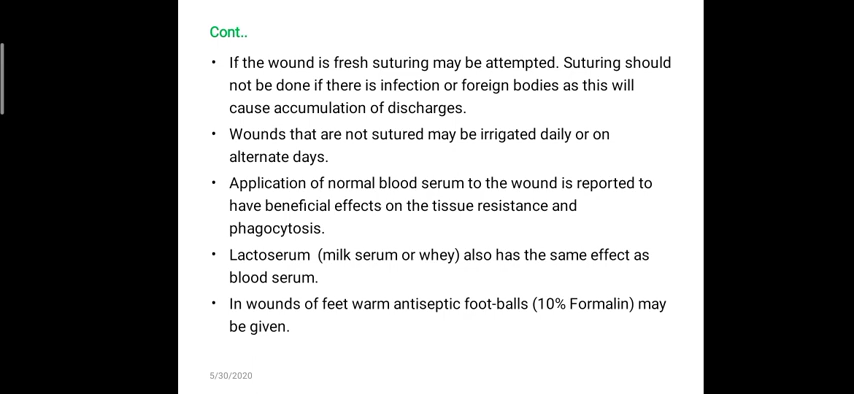 Cont..
• If the wound is fresh suturing may be attempted. Suturing should
not be done if there is infection or foreign bodies as this will
cause accumulation of discharges.
• Wounds that are not sutured may be irrigated daily or on
alternate days.
• Application of normal blood serum to the wound is reported to
have beneficial effects on the tissue resistance and
phagocytosis.
• Lactoserum (milk serum or whey) also has the same effect as
blood serum.
• In wounds of feet warm antiseptic foot-balls (10% Formalin) may
be given.
5/30/2020